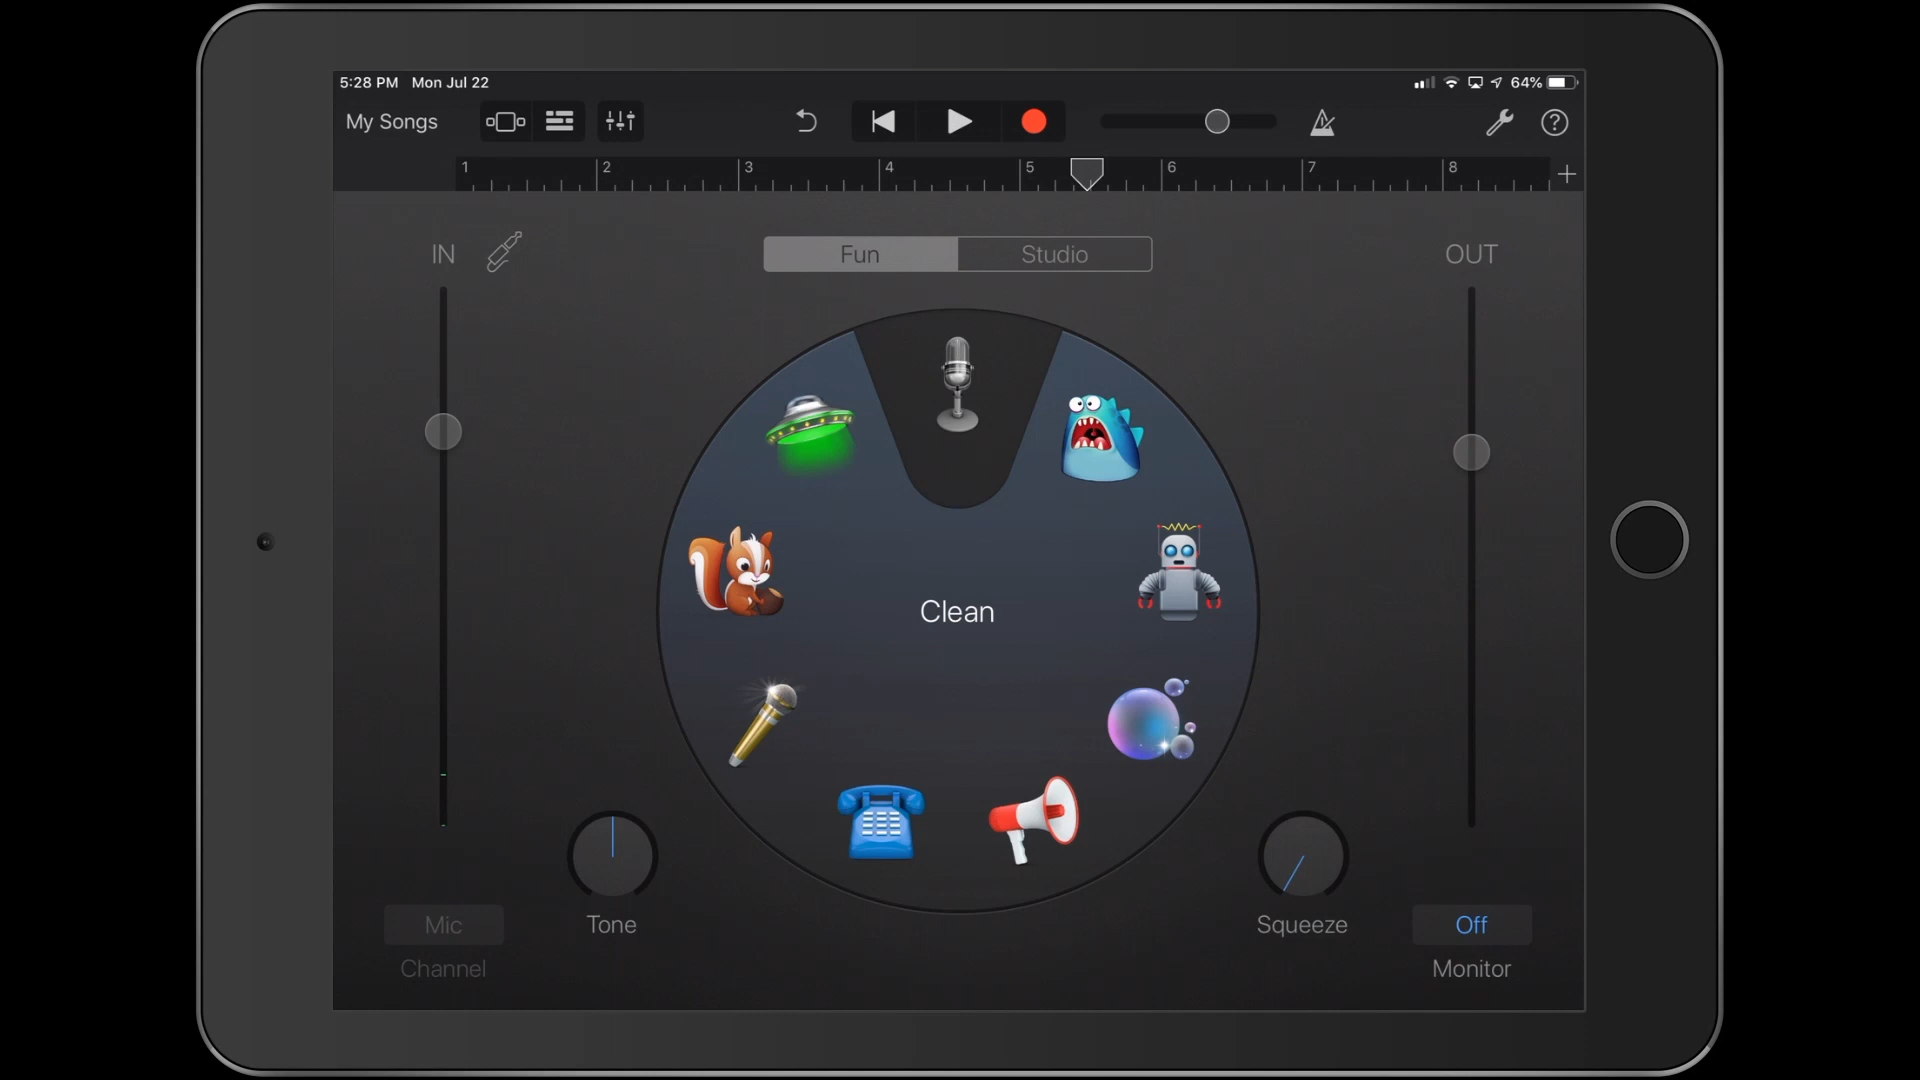 5:28 PM Mon Jul 22
64%
My Songs
?
1 2 3 4 5 6 7 8
IN
Fun Studio
OUT
Clean
Tone
Squeeze
Mic
Channel
Off
Monitor